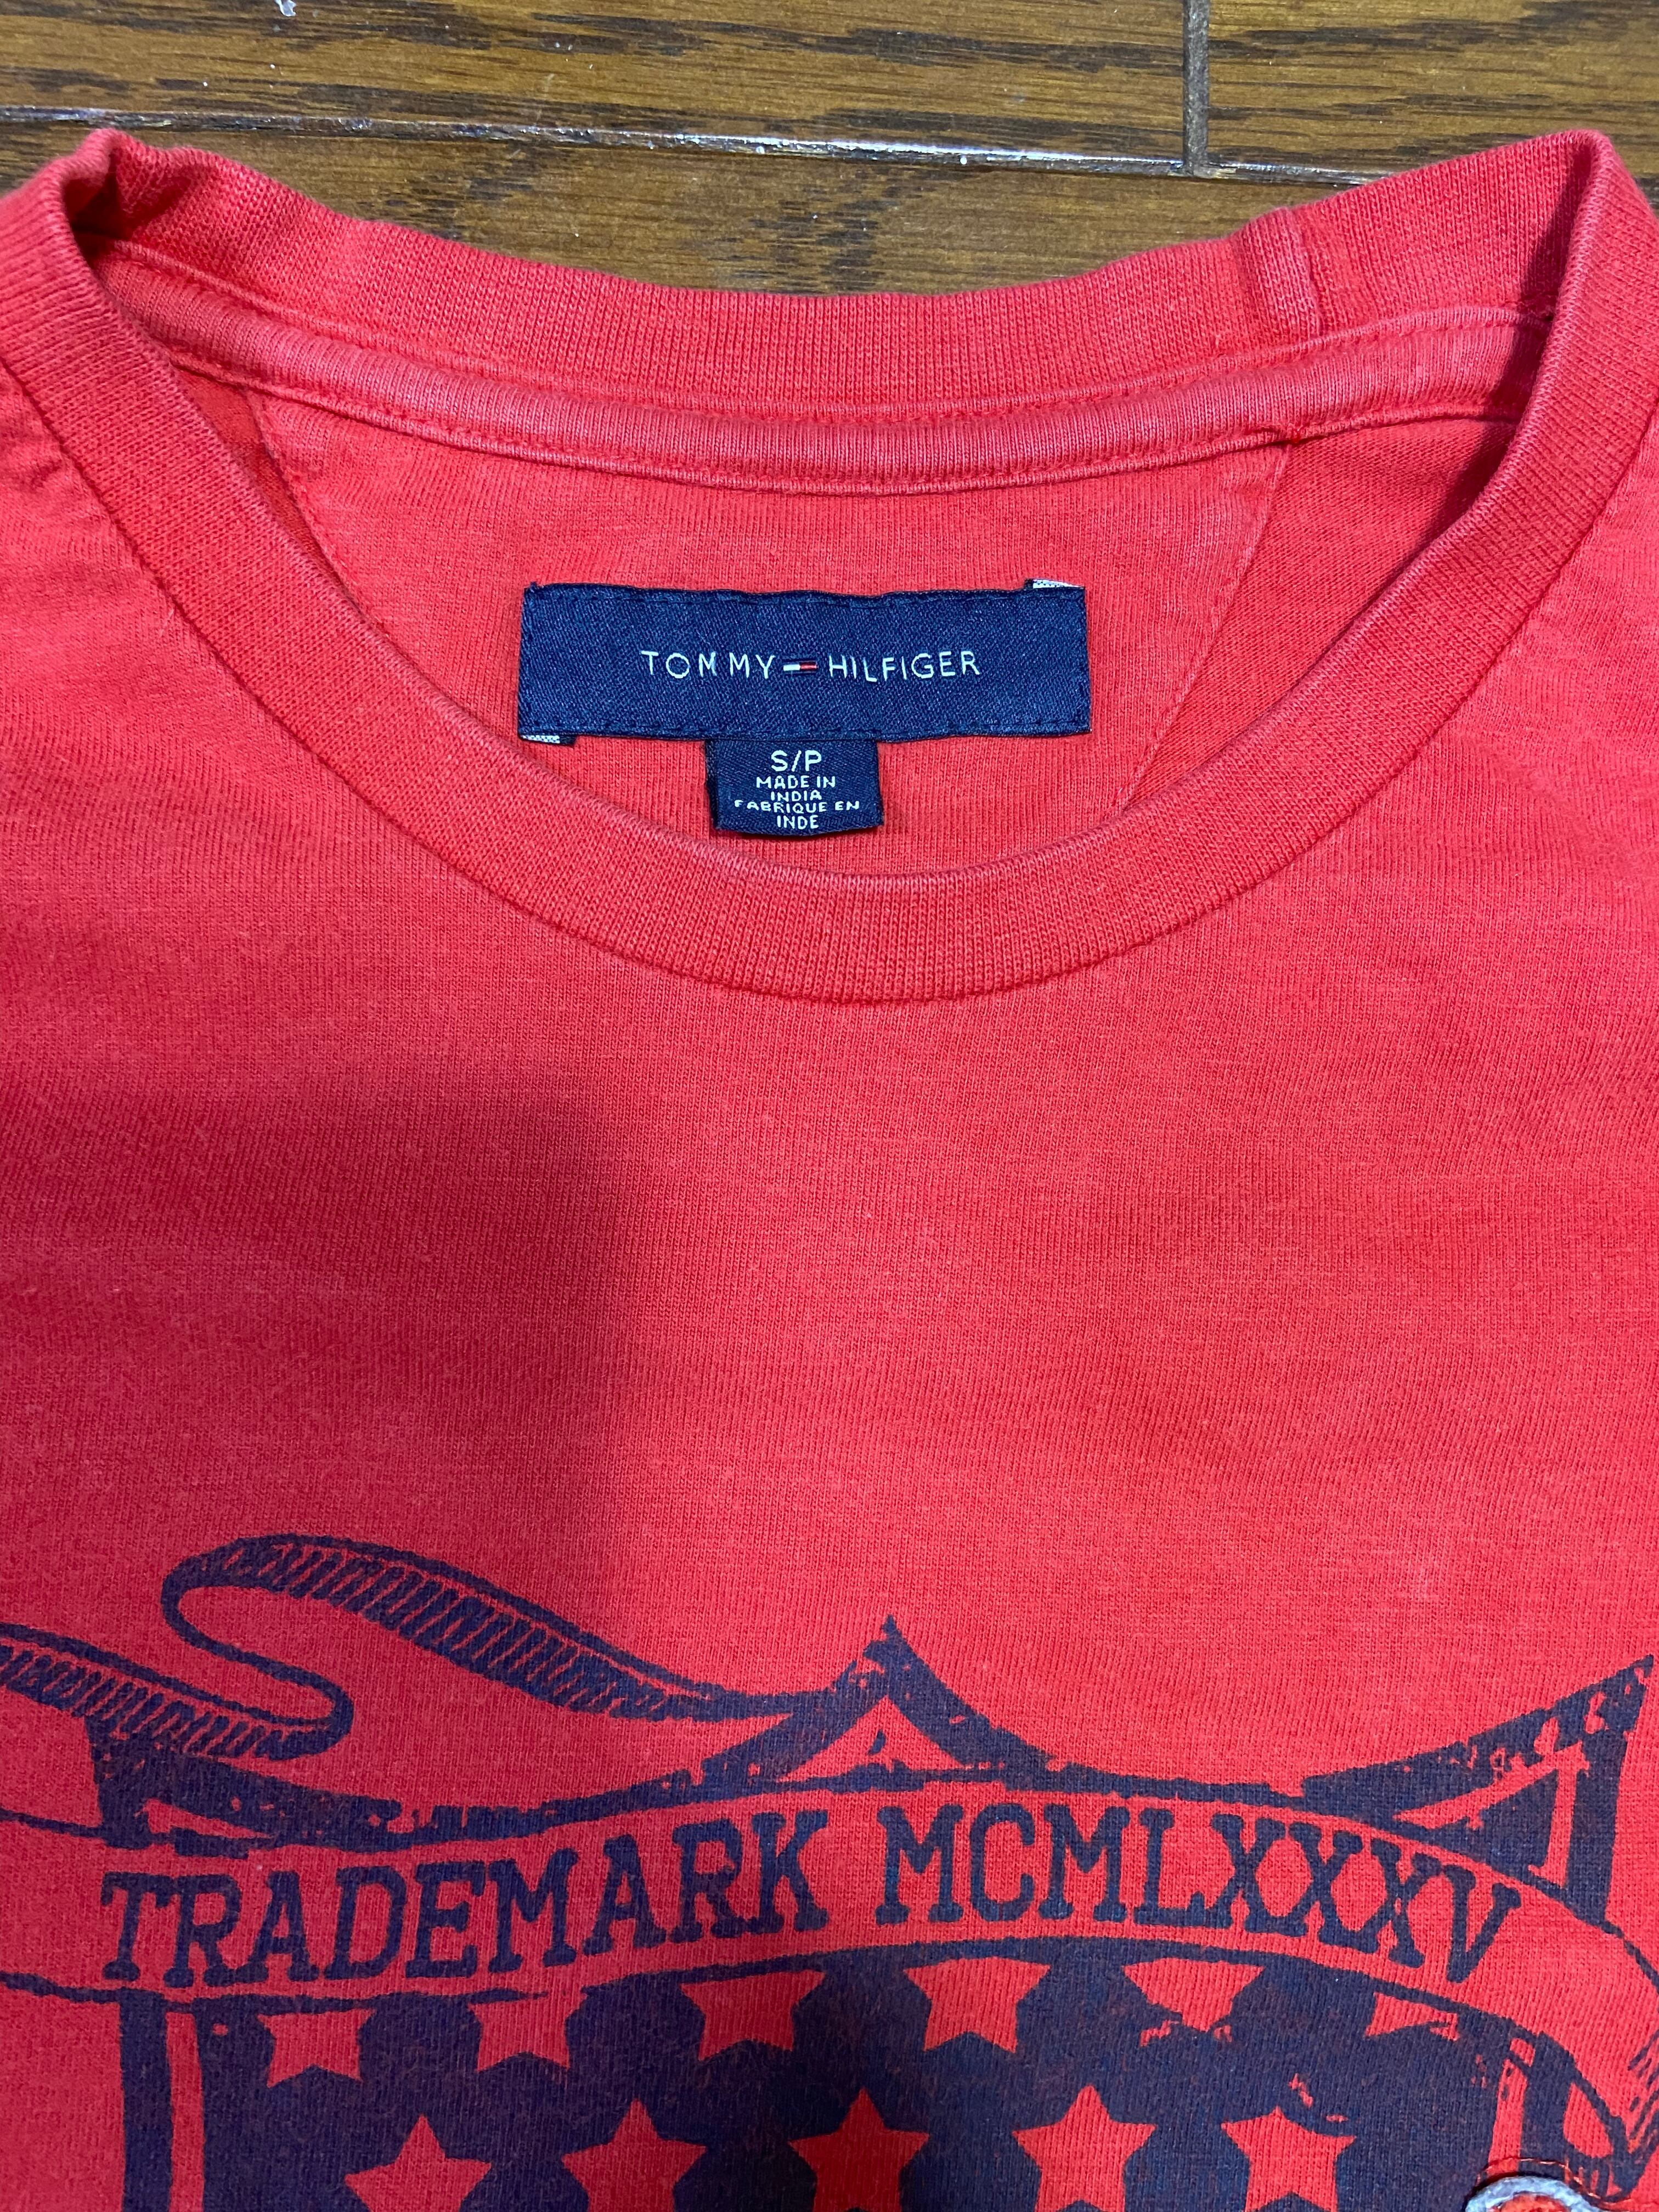 TOMMY HILFIGER
S/P
MADE IN
INDIA
FABRIQUE EN
INDE
TRADEMARK MCMLXXXV